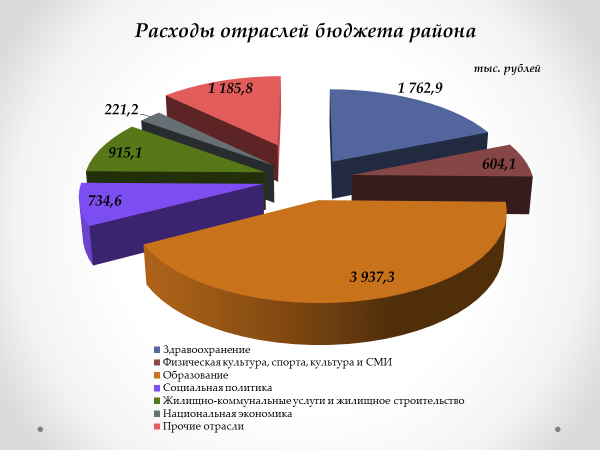 Расходы отраслей бюджета района
тыс. рублей
1 185,8
1 762,9
221,2
915,1
604,1
734,6
3 937,3
Здравоохранение
Физическая культура, спорта, культура и СМИ
Образование
Социальная политика
Жилищно-коммунальные услуги и жилищное строительство
Национальная экономика
Прочие отрасли